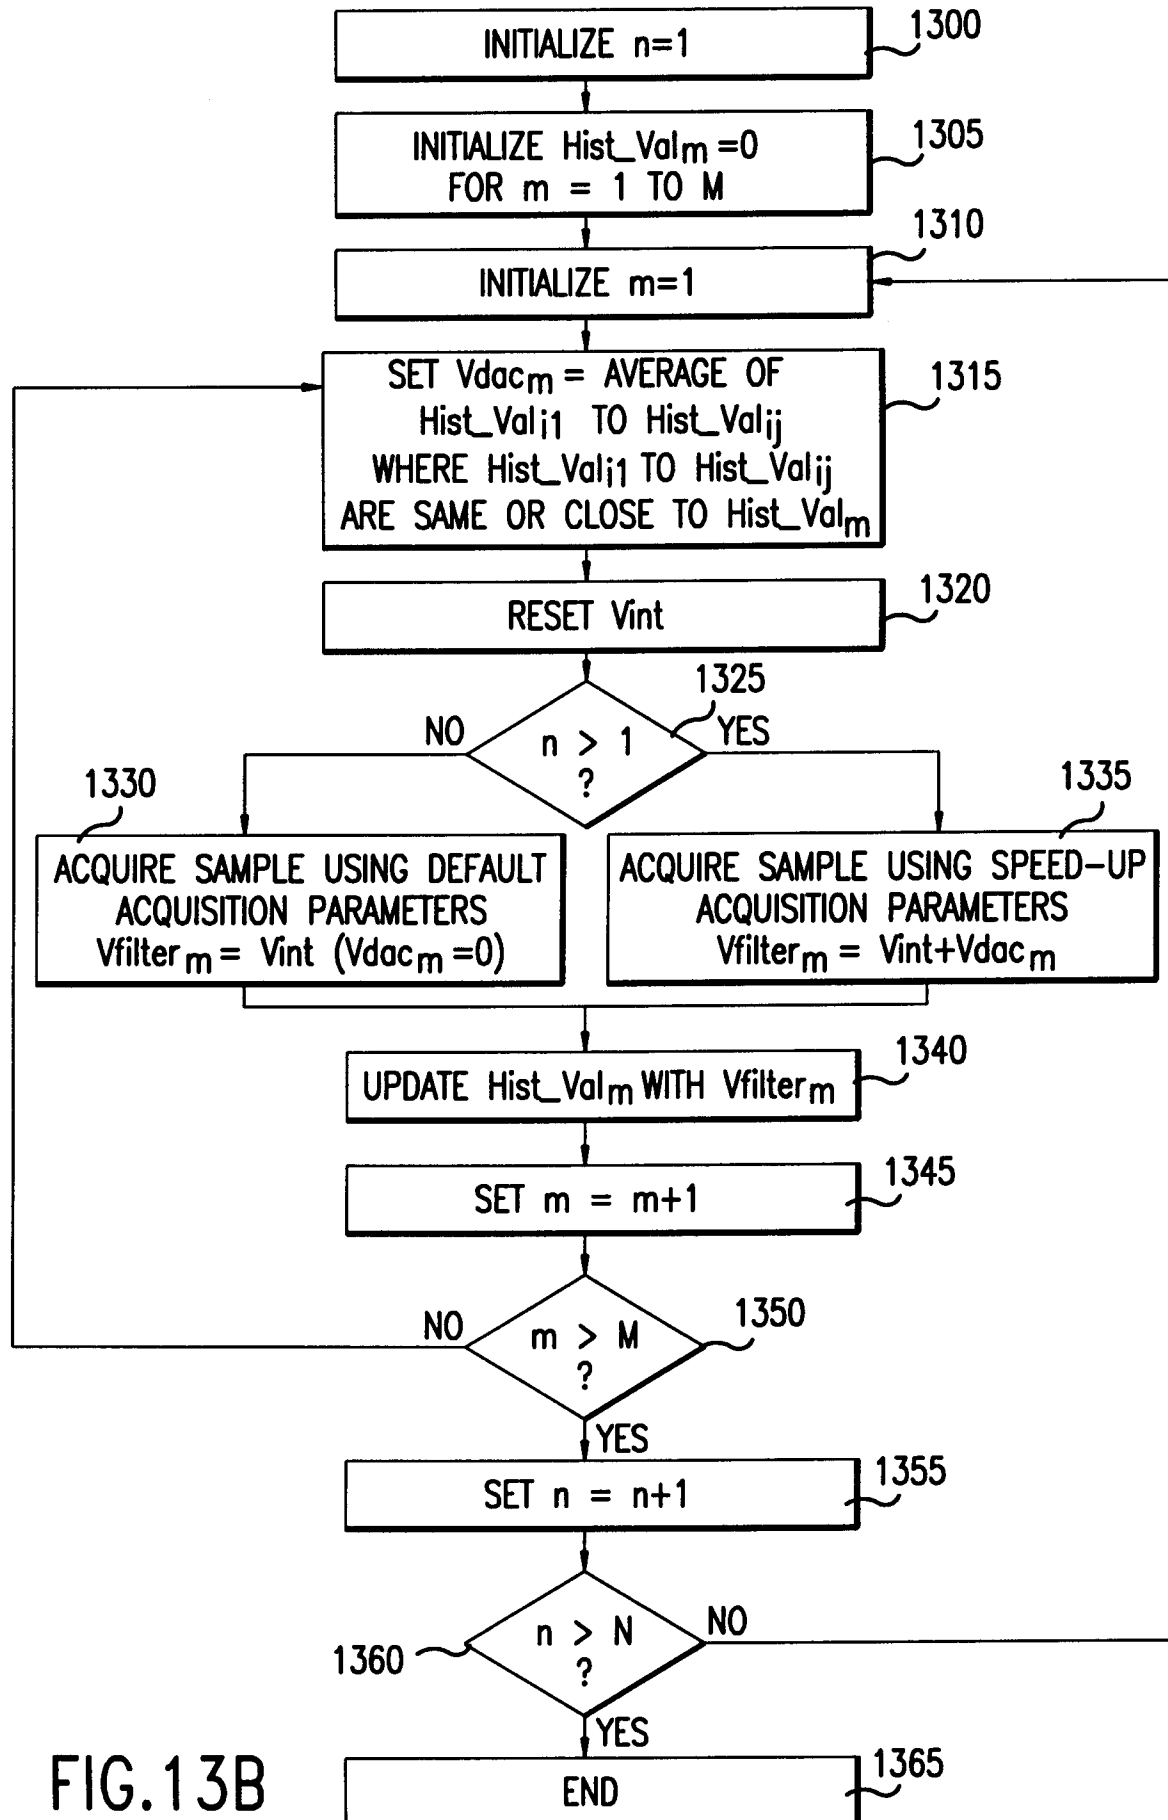 INITIALIZE n=1
1300
INITIALIZE Hist_Valm =0
FOR m = 1 TO M
1305
1310
INITIALIZE m=1
SET Vdacm = AVERAGE OF
Hist_Vali1 TO Hist_Valij
WHERE Hist_Vali1 TO Hist_Valij
ARE SAME OR CLOSE TO Hist_Valm
1315
RESET Vint
1320
1325
NO
n > 1
?
YES
1330
ACQUIRE SAMPLE USING DEFAULT
ACQUISITION PARAMETERS
Vfilterm = Vint (Vdacm=0)
1335
ACQUIRE SAMPLE USING SPEED-UP
ACQUISITION PARAMETERS
Vfilterm = Vint+Vdacm
1340
UPDATE Hist_Valm WITH Vfilterm
1345
SET m = m+1
NO
m > M
?
1350
YES
SET n = n+1
1355
n > N
?
NO
1360
YES
END
1365
FIG.13B